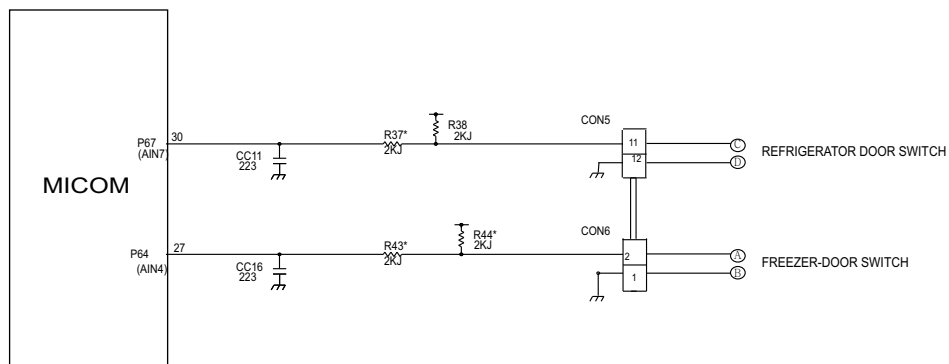 MICOM
P67
(AIN7)
30
CC11
223
R37*
2KJ
R38
2KJ
CON5
11
12
C
D
REFRIGERATOR DOOR SWITCH
P64
(AIN4)
27
CC16
223
R43*
2KJ
R44*
2KJ
CON6
2
1
A
B
FREEZER-DOOR SWITCH